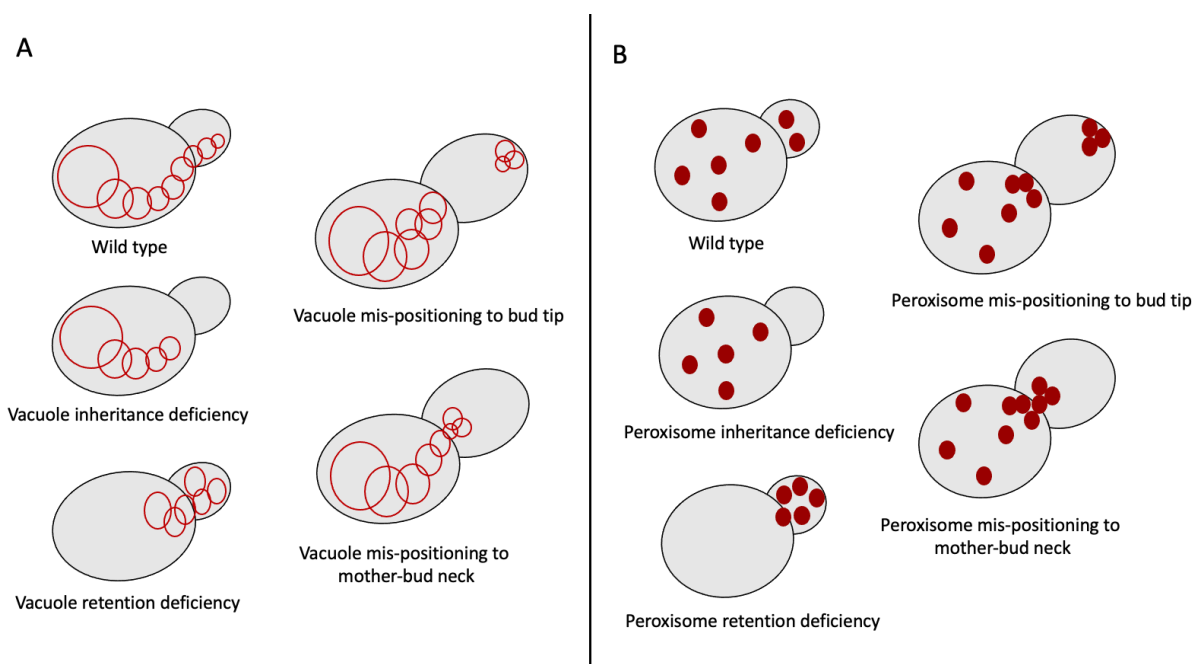 A
Wild type
Vacuole inheritance deficiency
Vacuole retention deficiency
Vacuole mis-positioning to bud tip
Vacuole mis-positioning to
mother-bud neck
B
Wild type
Peroxisome inheritance deficiency
Peroxisome retention deficiency
Peroxisome mis-positioning to bud tip
Peroxisome mis-positioning to
mother-bud neck